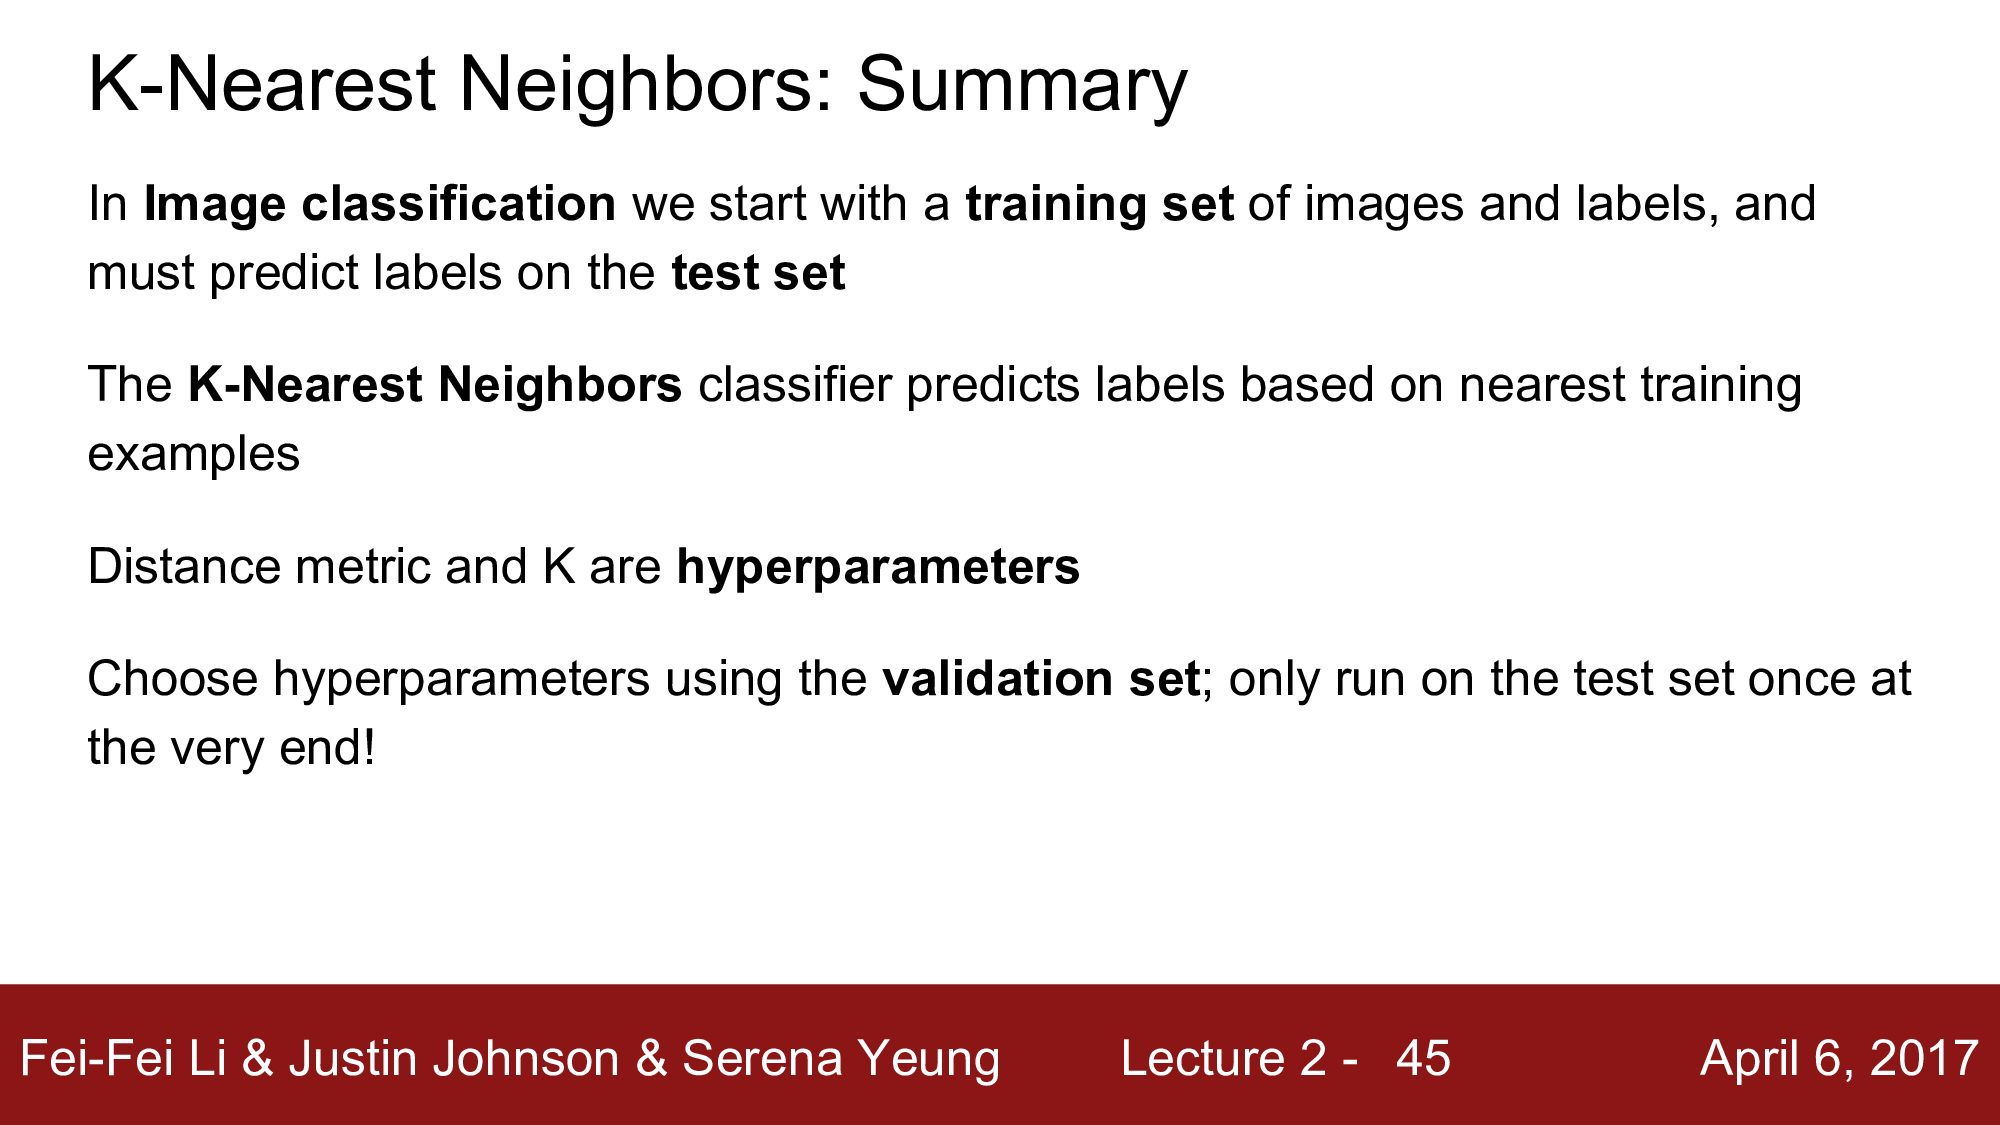 K-Nearest Neighbors: Summary
In Image classification we start with a training set of images and labels, and
must predict labels on the test set
The K-Nearest Neighbors classifier predicts labels based on nearest training
examples
Distance metric and K are hyperparameters
Choose hyperparameters using the validation set; only run on the test set once at
the very end!
Fei-Fei Li & Justin Johnson & Serena Yeung Lecture 2 - 45 April 6, 2017